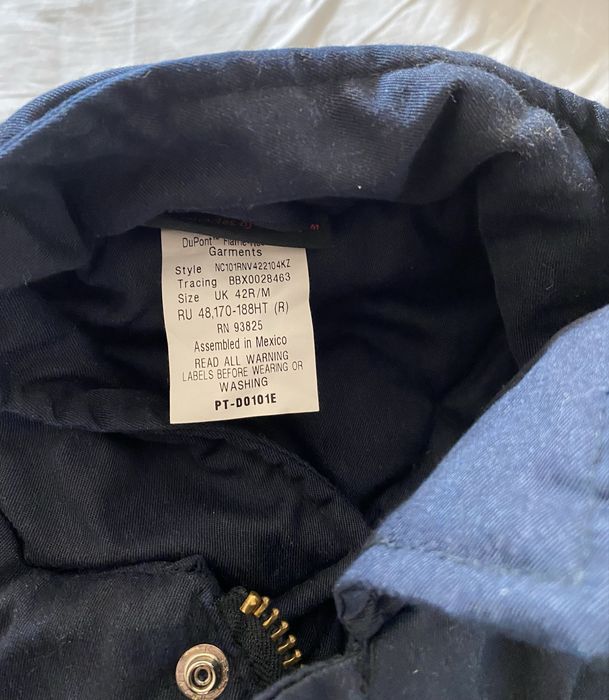 DuPont™ Flame-
Garments
Style NC101RNV422104KZ
Tracing BBX0028463
Size UK 42R/M
RU 48,170-188HT (R)
RN 93825
Assembled in Mexico
READ ALL WARNING
LABELS BEFORE WEARING OR
WASHING
PT-D0101E